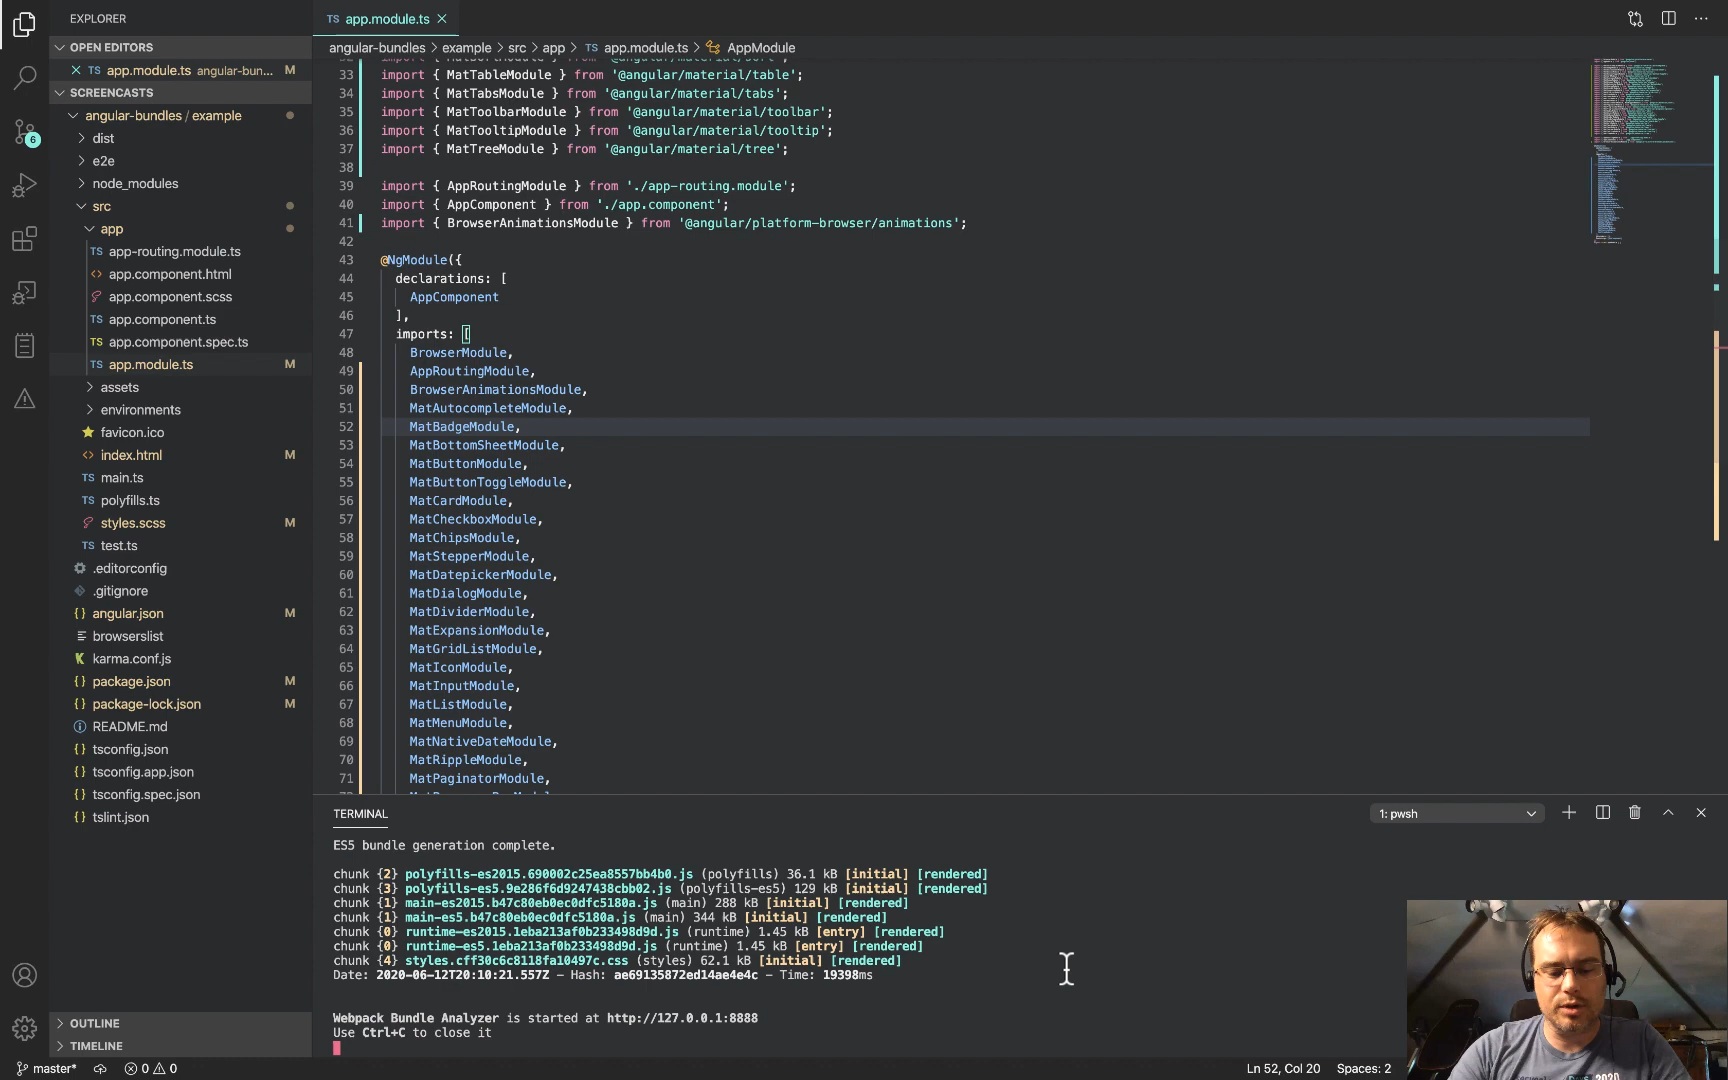 EXPLORER
OPEN EDITORS
TS app.module.ts angular-bun... M
SCREENCASTS
angular-bundles / example
dist
e2e
node_modules
src
app
TS app-routing.module.ts
<> app.component.html
app.component.scss
TS app.component.ts
TS app.component.spec.ts
TS app.module.ts M
assets
environments
favicon.ico
<> index.html M
TS main.ts
TS polyfills.ts
styles.scss M
TS test.ts
.editorconfig
.gitignore
{} angular.json M
browserslist
karma.conf.js
{} package.json M
{} package-lock.json M
README.md
{} tsconfig.json
{} tsconfig.app.json
{} tsconfig.spec.json
{} tslint.json
OUTLINE
TIMELINE
6
TS app.module.ts
angular-bundles > example > src > app > TS app.module.ts > AppModule
33 import { MatTableModule } from '@angular/material/table';
34 import { MatTabsModule } from '@angular/material/tabs';
35 import { MatToolbarModule } from '@angular/material/toolbar';
36 import { MatTooltipModule } from '@angular/material/tooltip';
37 import { MatTreeModule } from '@angular/material/tree';
38
39 import { AppRoutingModule } from './app-routing.module';
40 import { AppComponent } from './app.component';
41 import { BrowserAnimationsModule } from '@angular/platform-browser/animations';
42
43 @NgModule({
44 declarations: [
45 AppComponent
46 ],
47 imports: [
48 BrowserModule,
49 AppRoutingModule,
50 BrowserAnimationsModule,
51 MatAutocompleteModule,
52 MatBadgeModule,
53 MatBottomSheetModule,
54 MatButtonModule,
55 MatButtonToggleModule,
56 MatCardModule,
57 MatCheckboxModule,
58 MatChipsModule,
59 MatStepperModule,
60 MatDatepickerModule,
61 MatDialogModule,
62 MatDividerModule,
63 MatExpansionModule,
64 MatGridListModule,
65 MatIconModule,
66 MatInputModule,
67 MatListModule,
68 MatMenuModule,
69 MatNativeDateModule,
70 MatRippleModule,
71 MatPaginatorModule,
TERMINAL
1: pwsh
ES5 bundle generation complete.
chunk {2} polyfills-es2015.690002c25ea8557bb4b0.js (polyfills) 36.1 kB [initial] [rendered]
chunk {3} polyfills-es5.9e286f6d9247438cbb02.js (polyfills-es5) 129 kB [initial] [rendered]
chunk {1} main-es2015.b47c80eb0ec0dfc5180a.js (main) 288 kB [initial] [rendered]
chunk {1} main-es5.b47c80eb0ec0dfc5180a.js (main) 344 kB [initial] [rendered]
chunk {0} runtime-es2015.1eba213af0b233498d9d.js (runtime) 1.45 kB [entry] [rendered]
chunk {0} runtime-es5.1eba213af0b233498d9d.js (runtime) 1.45 kB [entry] [rendered]
chunk {4} styles.cff30c6c8118fa10497c.css (styles) 62.1 kB [initial] [rendered]
Date: 2020-06-12T20:10:21.557Z - Hash: ae69135872ed14ae4e4c - Time: 19398ms
Webpack Bundle Analyzer is started at http://127.0.0.1:8888
Use Ctrl+C to close it
master* 0 0
Ln 52, Col 20 Spaces: 2